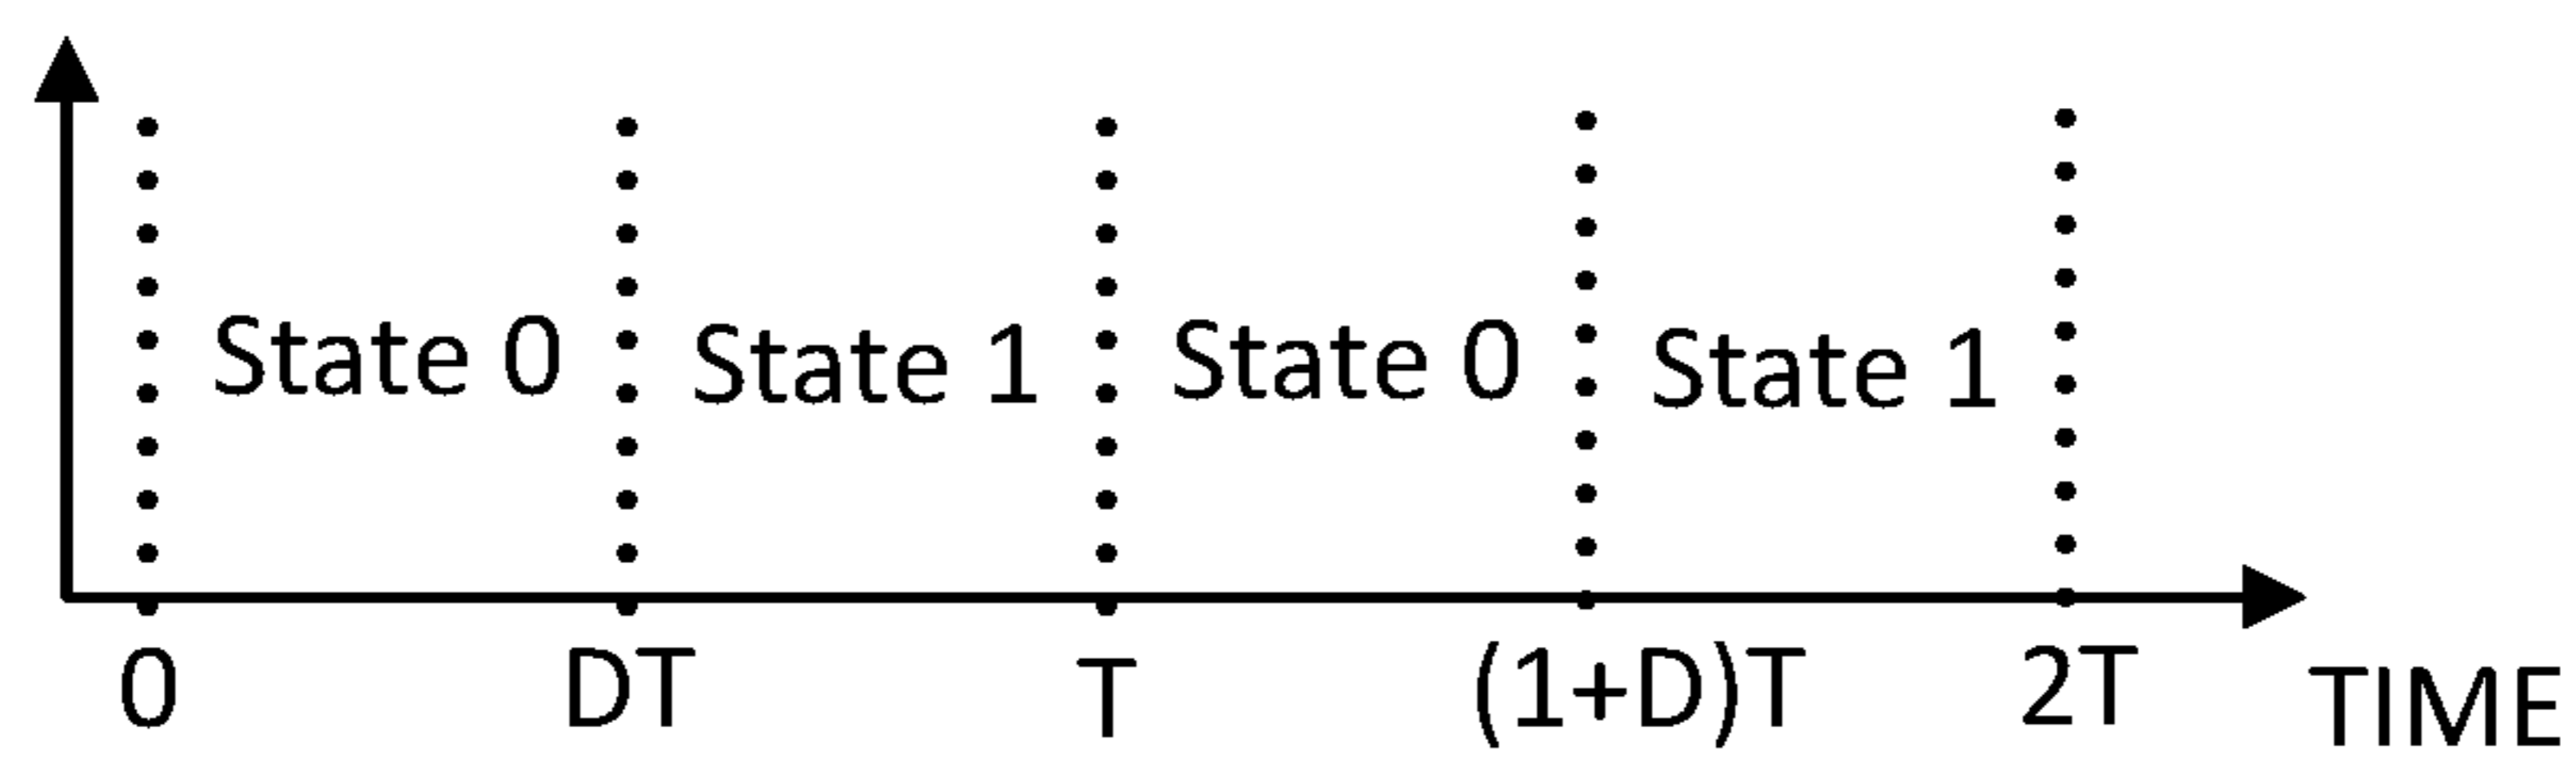 State 0 State 1 State 0 State 1
0 DT T (1+D)T 2T TIME